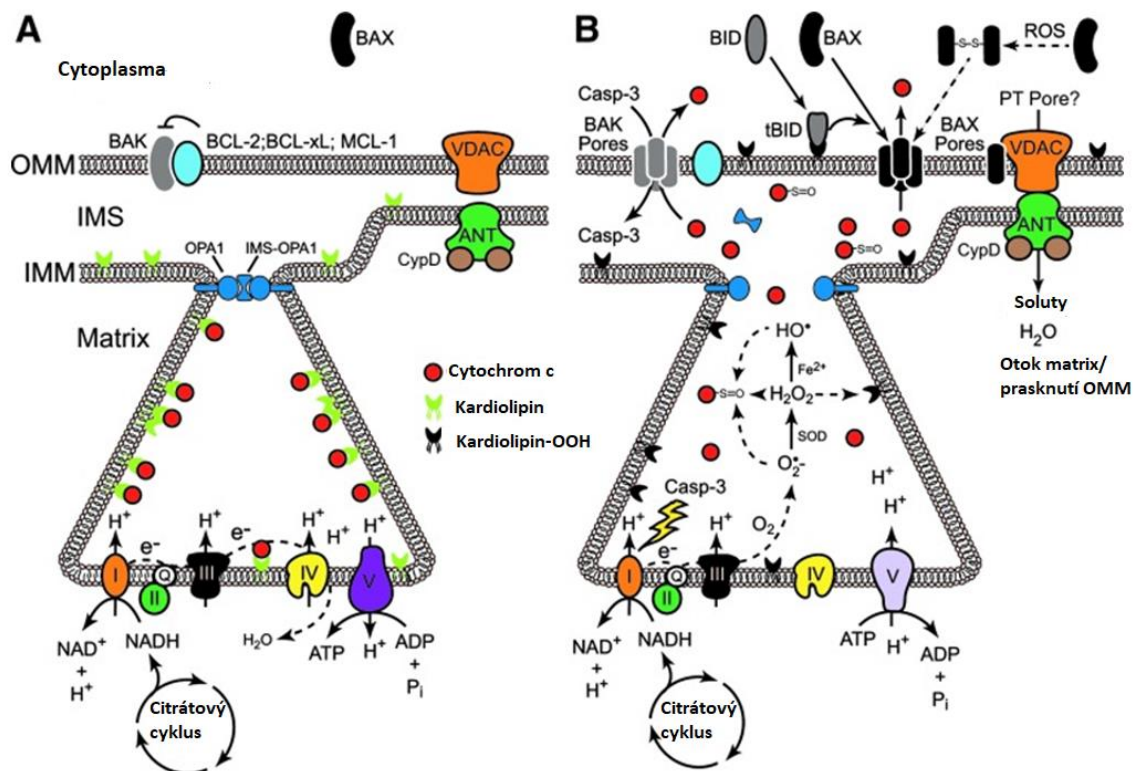 A
BAX
Cytoplasma
BAK
BCL-2;BCL-xL; MCL-1
VDAC
OMM
IMS
ANT
OPA1
IMS-OPA1
CypD
IMM
Matrix
Cytochrom c
Kardiolipin
Kardiolipin-OOH
H⁺
e-
H⁺
e-
H⁺
H⁺
H⁺
I
Q
II
III
IV
V
H₂O
NAD⁺
+
H⁺
NADH
ATP
H⁺
ADP
+
Pᵢ
Citrátový
cyklus
B
BID
BAX
S-S
ROS
Casp-3
BAK
Pores
tBID
BAX
Pores
PT Pore?
VDAC
S=O
ANT
Casp-3
S=O
CypD
Soluty
H₂O
Otok matrix/
prasknutí OMM
HO•
Fe²⁺
S=O
H₂O₂
SOD
O₂•-
Casp-3
H⁺
H⁺
H⁺
e-
H⁺
O₂
I
Q
II
III
IV
V
NAD⁺
+
H⁺
NADH
ATP
H⁺
ADP
+
Pᵢ
Citrátový
cyklus